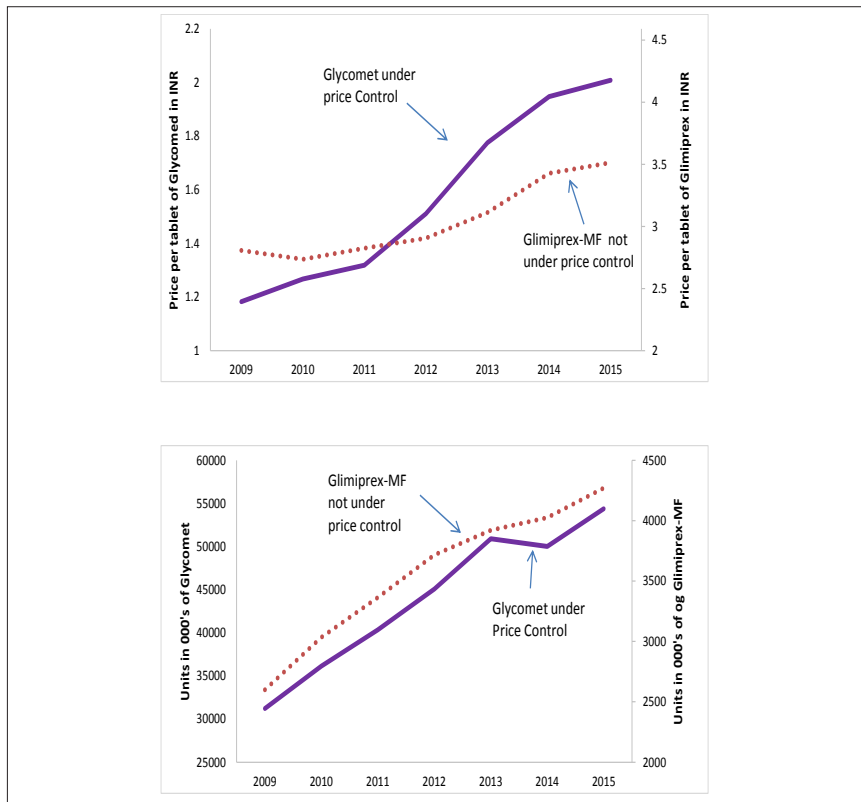 2.2
2
1.8
1.6
1.4
1.2
1
Price per tablet of Glycomed in INR
4.5
4
3.5
3
2.5
2
Price per tablet of Glimiprex in INR
Glycomet under
price Control
Glimiprex-MF not
under price control
2009 2010 2011 2012 2013 2014 2015
60000
55000
50000
45000
40000
35000
30000
25000
Units in 000's of Glycomet
4500
4000
3500
3000
2500
2000
Units in 000's of og Glimiprex-MF
Glimiprex-MF
not under
price control
Glycomet under
Price Control
2009 2010 2011 2012 2013 2014 2015